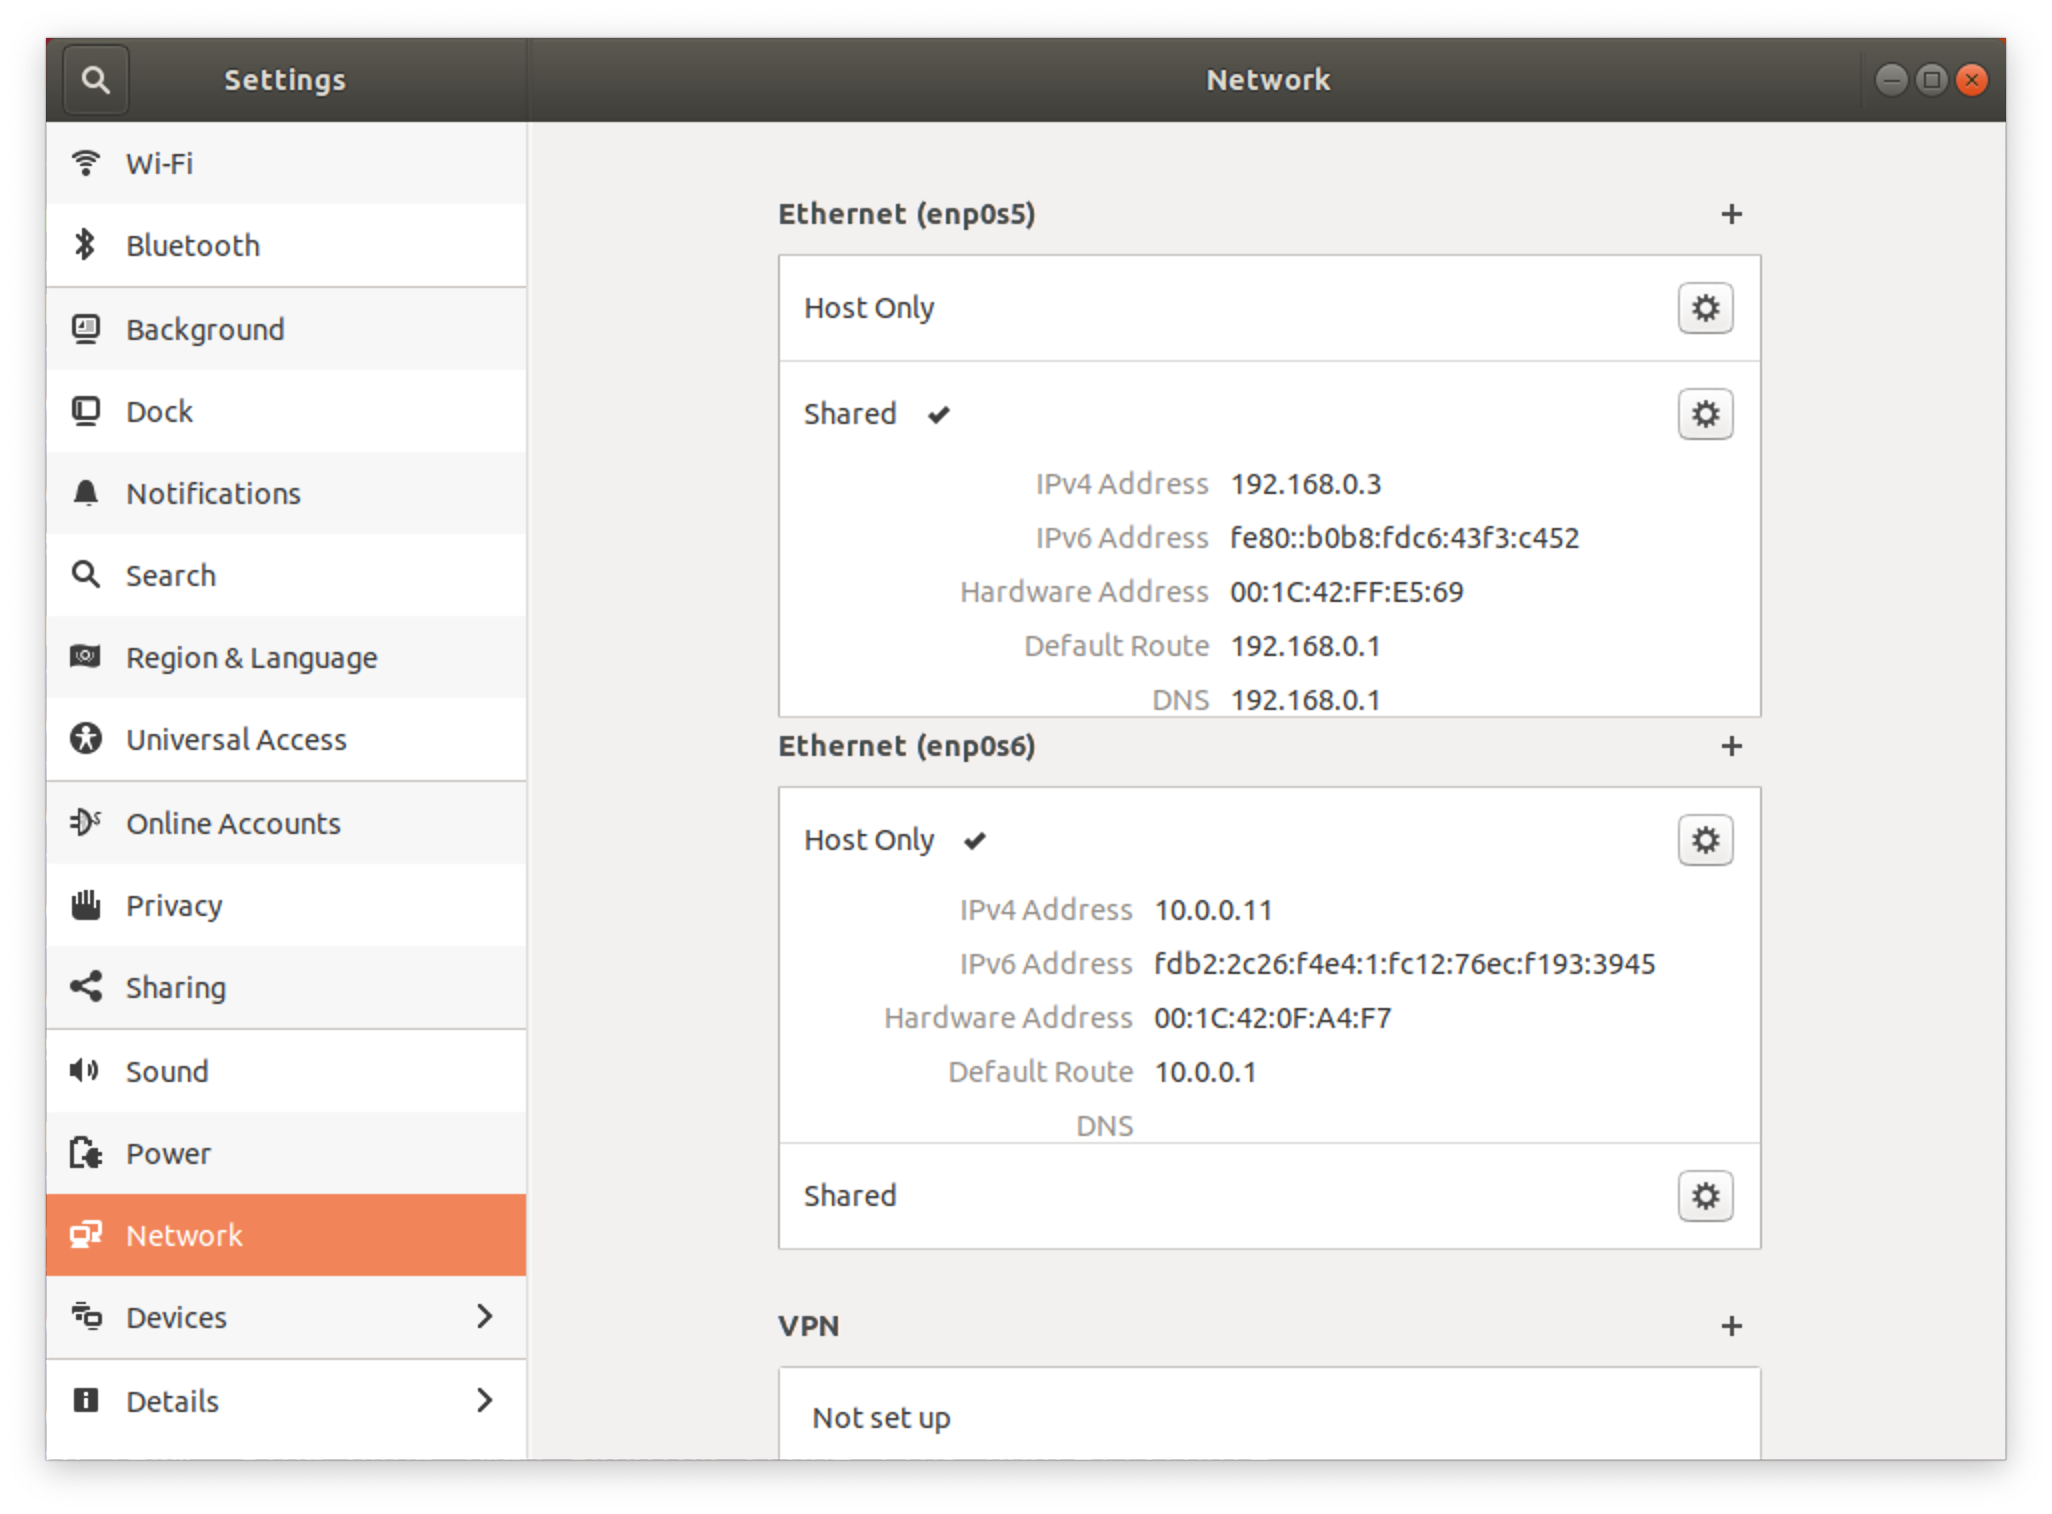 Settings
Network
Wi-Fi
Bluetooth
Background
Dock
Notifications
Search
Region & Language
Universal Access
Online Accounts
Privacy
Sharing
Sound
Power
Network
Devices
Details
Ethernet (enp0s5)
Host Only
Shared
IPv4 Address 192.168.0.3
IPv6 Address fe80::b0b8:fdc6:43f3:c452
Hardware Address 00:1C:42:FF:E5:69
Default Route 192.168.0.1
DNS 192.168.0.1
Ethernet (enp0s6)
Host Only
IPv4 Address 10.0.0.11
IPv6 Address fdb2:2c26:f4e4:1:fc12:76ec:f193:3945
Hardware Address 00:1C:42:0F:A4:F7
Default Route 10.0.0.1
DNS
Shared
VPN
Not set up